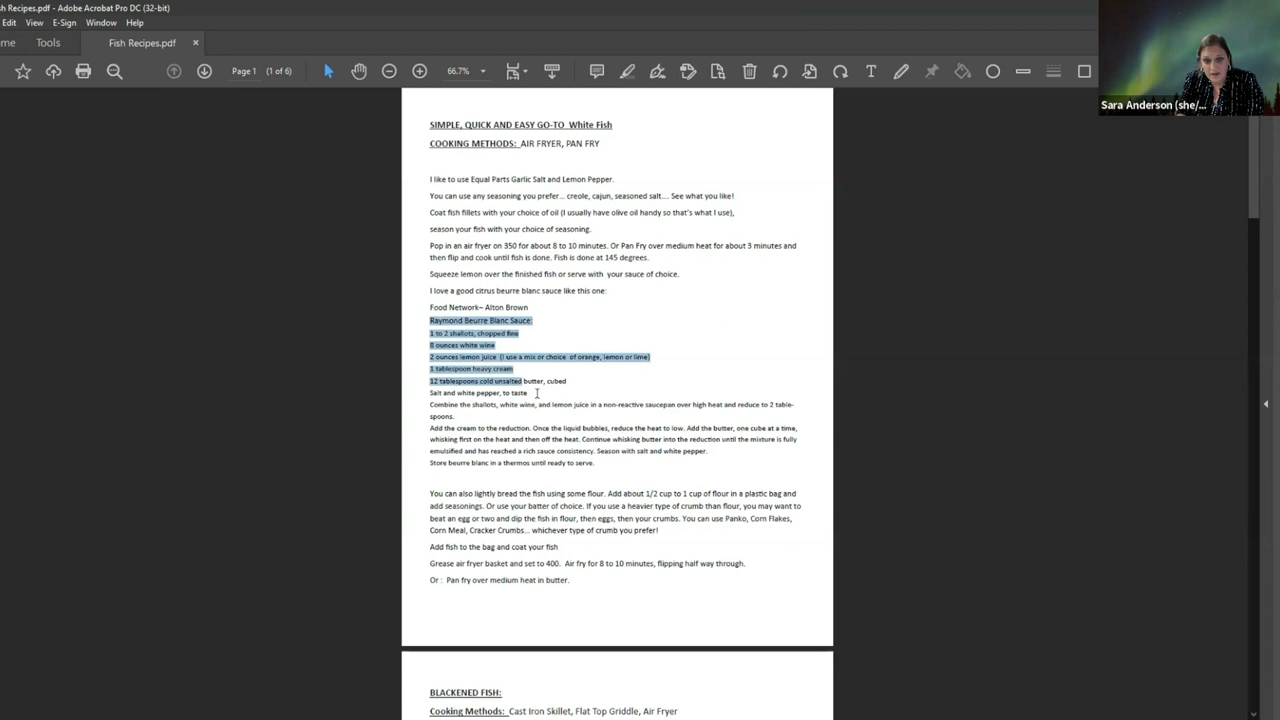 sh Recipes.pdf - Adobe Acrobat Pro DC (32-bit)
Edit View E-Sign Window Help
me Tools Fish Recipes.pdf ×
Page 1 (1 of 6) 66.7%
Sara Anderson (she/...
SIMPLE, QUICK AND EASY GO-TO White Fish
COOKING METHODS: AIR FRYER, PAN FRY
I like to use Equal Parts Garlic Salt and Lemon Pepper.
You can use any seasoning you prefer... creole, cajun, seasoned salt.... See what you like!
Coat fish fillets with your choice of oil (I usually have olive oil handy so that's what I use),
season your fish with your choice of seasoning.
Pop in an air fryer on 350 for about 8 to 10 minutes. Or Pan Fry over medium heat for about 3 minutes and
then flip and cook until fish is done. Fish is done at 145 degrees.
Squeeze lemon over the finished fish or serve with your sauce of choice.
I love a good citrus beurre blanc sauce like this one:
Food Network– Alton Brown
Raymond Beurre Blanc Sauce:
1 to 2 shallots, chopped fine
8 ounces white wine
2 ounces lemon juice (I use a mix or choice of orange, lemon or lime)
1 tablespoon heavy cream
12 tablespoons cold unsalted butter, cubed
Salt and white pepper, to taste
Combine the shallots, white wine, and lemon juice in a non-reactive saucepan over high heat and reduce to 2 table-
spoons.
Add the cream to the reduction. Once the liquid bubbles, reduce the heat to low. Add the butter, one cube at a time,
whisking first on the heat and then off the heat. Continue whisking butter into the reduction until the mixture is fully
emulsified and has reached a rich sauce consistency. Season with salt and white pepper.
Store beurre blanc in a thermos until ready to serve.
You can also lightly bread the fish using some flour. Add about 1/2 cup to 1 cup of flour in a plastic bag and
add seasonings. Or use your batter of choice. If you use a heavier type of crumb than flour, you may want to
beat an egg or two and dip the fish in flour, then eggs, then your crumbs. You can use Panko, Corn Flakes,
Corn Meal, Cracker Crumbs... whichever type of crumb you prefer!
Add fish to the bag and coat your fish
Grease air fryer basket and set to 400. Air fry for 8 to 10 minutes, flipping half way through.
Or : Pan fry over medium heat in butter.
BLACKENED FISH:
Cooking Methods: Cast Iron Skillet, Flat Top Griddle, Air Fryer